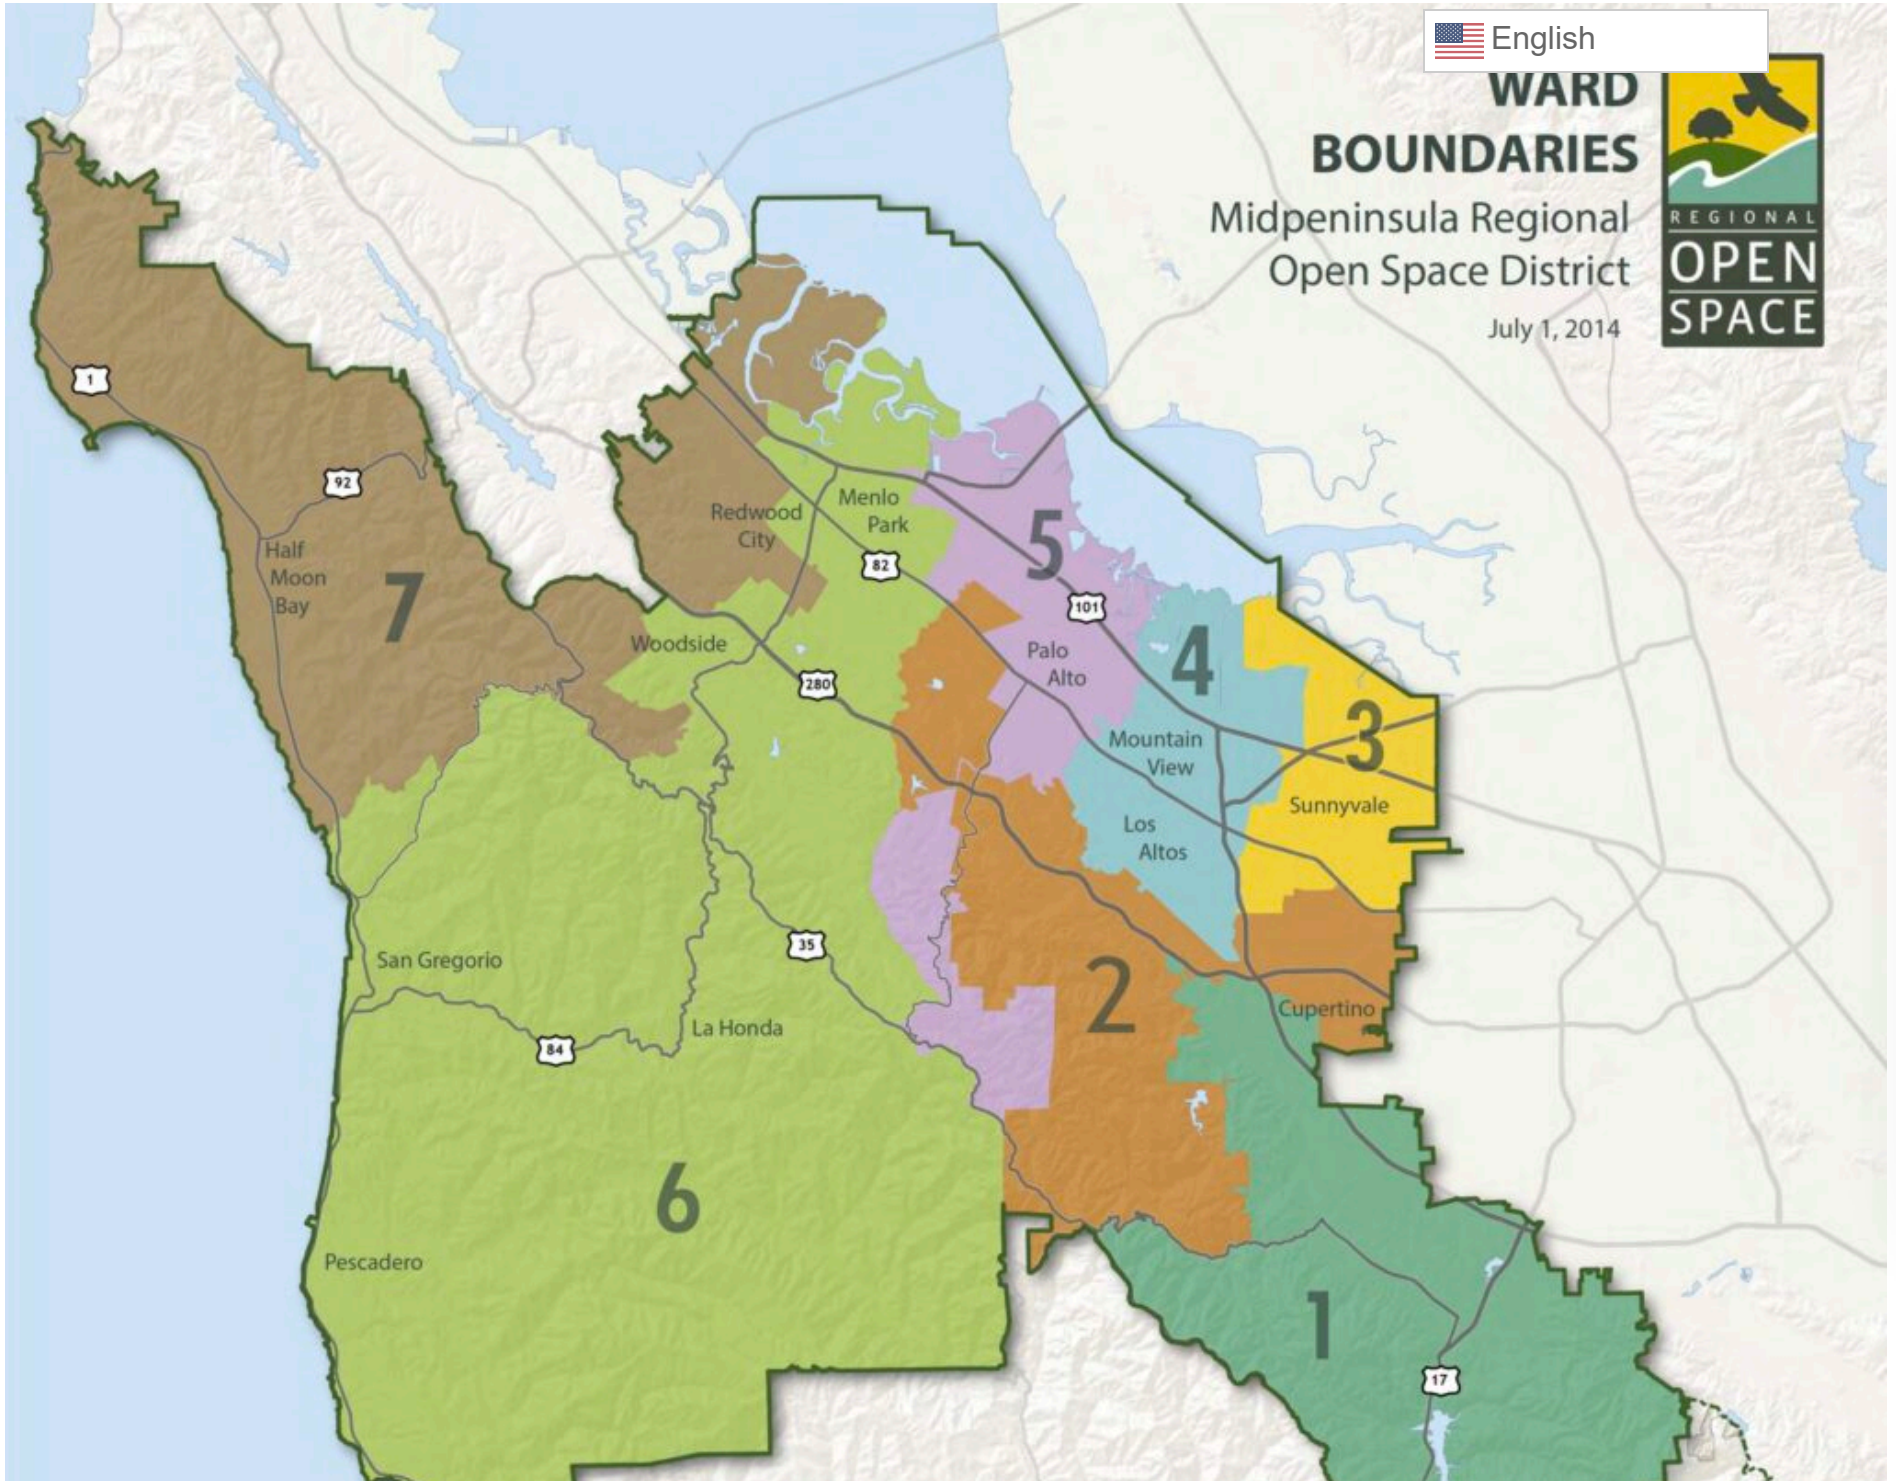 English
WARD
BOUNDARIES
Midpeninsula Regional
Open Space District
July 1, 2014
REGIONAL
OPEN
SPACE
1
92
Half
Moon
Bay
7
Redwood
City
Menlo
Park
82
5
101
Woodside
280
Palo
Alto
4
3
Mountain
View
Sunnyvale
Los
Altos
San Gregorio
35
2
Cupertino
84
La Honda
6
Pescadero
1
17